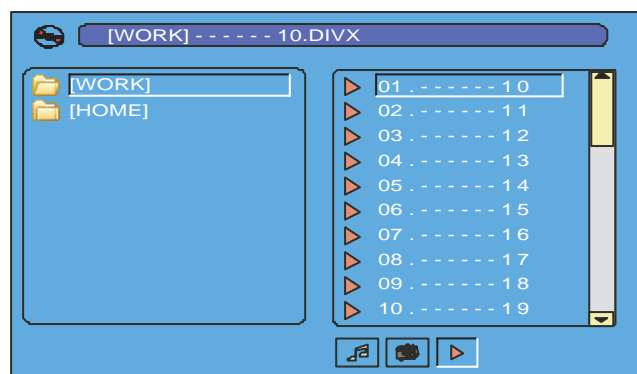 [WORK] - - - - - - 10.DIVX
[WORK]
[HOME]
01 . - - - - - - 10
02 . - - - - - - 11
03 . - - - - - - 12
04 . - - - - - - 13
05 . - - - - - - 14
06 . - - - - - - 15
07 . - - - - - - 16
08 . - - - - - - 17
09 . - - - - - - 18
10 . - - - - - - 19